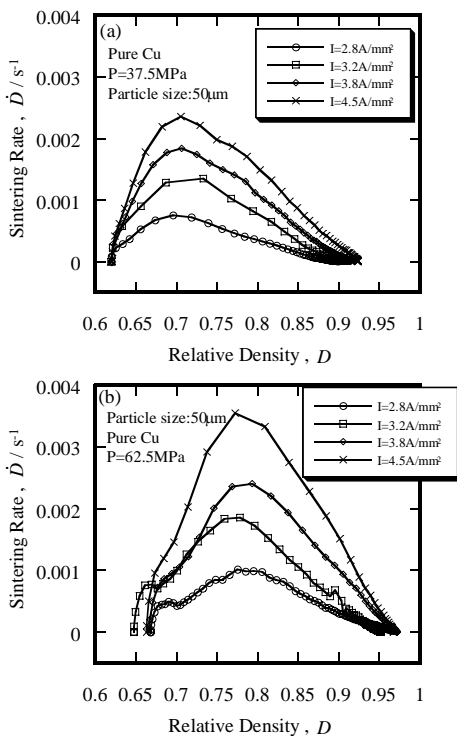 (a)
Pure Cu
P=37.5MPa
Particle size:50μm
I=2.8A/mm²
I=3.2A/mm²
I=3.8A/mm²
I=4.5A/mm²
0.004
0.003
0.002
0.001
0
Sintering Rate , Ḋ / s⁻¹
0.6 0.65 0.7 0.75 0.8 0.85 0.9 0.95 1
Relative Density , D
(b)
Particle size:50μm
Pure Cu
P=62.5MPa
I=2.8A/mm²
I=3.2A/mm²
I=3.8A/mm²
I=4.5A/mm²
0.004
0.003
0.002
0.001
0
Sintering Rate , Ḋ / s⁻¹
0.6 0.65 0.7 0.75 0.8 0.85 0.9 0.95 1
Relative Density , D